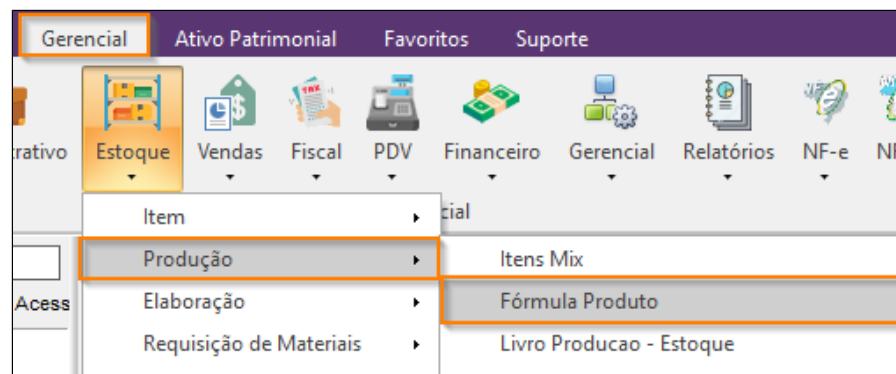 Gerencial Ativo Patrimonial Favoritos Suporte
rativo Estoque Vendas Fiscal PDV Financeiro Gerencial Relatórios NF-e
Item cial
Produção Itens Mix
Acess Elaboração Fórmula Produto
Requisição de Materiais Livro Producao - Estoque